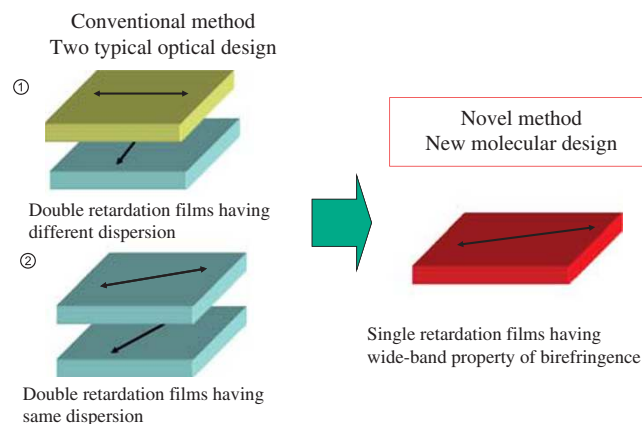 Conventional method
Two typical optical design
①
Double retardation films having
different dispersion
②
Double retardation films having
same dispersion
Novel method
New molecular design
Single retardation films having
wide-band property of birefringence